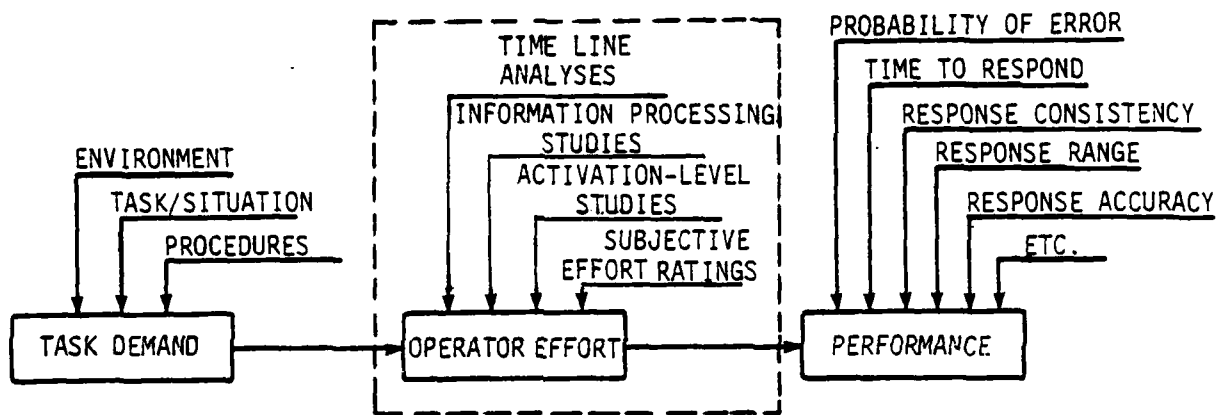 ENVIRONMENT
TASK/SITUATION
PROCEDURES
TASK DEMAND
TIME LINE
ANALYSES
INFORMATION PROCESSING
STUDIES
ACTIVATION-LEVEL
STUDIES
SUBJECTIVE
EFFORT RATINGS
OPERATOR EFFORT
PROBABILITY OF ERROR
TIME TO RESPOND
RESPONSE CONSISTENCY
RESPONSE RANGE
RESPONSE ACCURACY
ETC.
PERFORMANCE